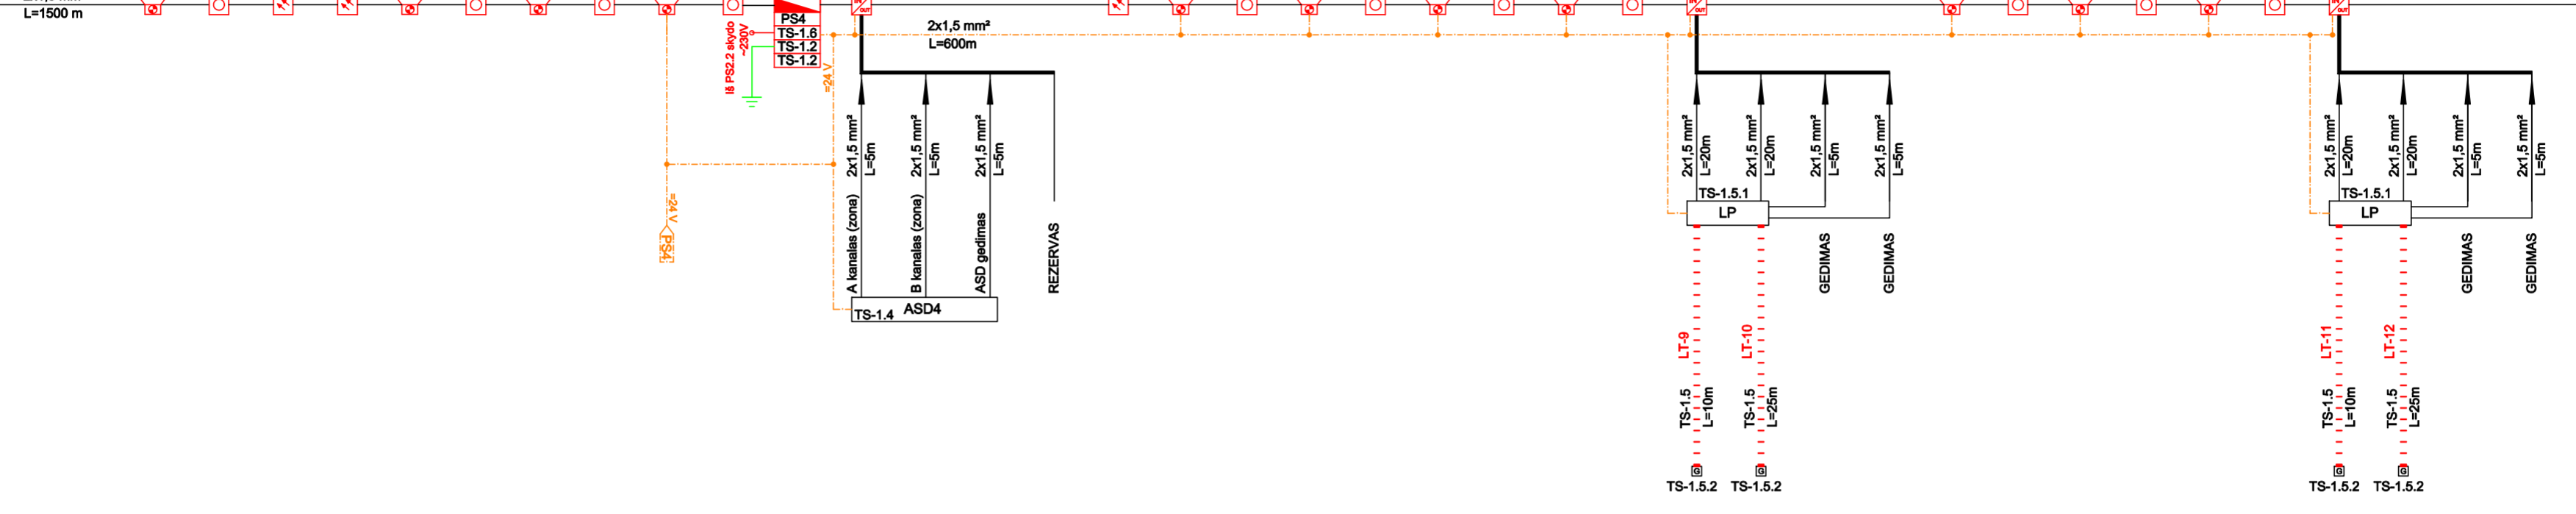 L=1500 m
PS4
TS-1.6
TS-1.2
TS-1.2
Iš PS2.2 skydo
~230V
=24 V
2x1,5 mm²
L=600m
=24 V
PS4
A kanalas (zona)
2x1,5 mm²
L=5m
B kanalas (zona)
2x1,5 mm²
L=5m
ASD gedimas
2x1,5 mm²
L=5m
REZERVAS
TS-1.4
ASD4
2x1,5 mm²
L=20m
2x1,5 mm²
L=20m
2x1,5 mm²
L=5m
2x1,5 mm²
L=5m
TS-1.5.1
LP
GEDIMAS
GEDIMAS
LT-9
LT-10
TS-1.5
L=10m
TS-1.5
L=25m
G
G
TS-1.5.2
TS-1.5.2
2x1,5 mm²
L=20m
2x1,5 mm²
L=20m
2x1,5 mm²
L=5m
2x1,5 mm²
L=5m
TS-1.5.1
LP
GEDIMAS
GEDIMAS
LT-11
LT-12
TS-1.5
L=10m
TS-1.5
L=25m
G
G
TS-1.5.2
TS-1.5.2
OUT
OUT
OUT